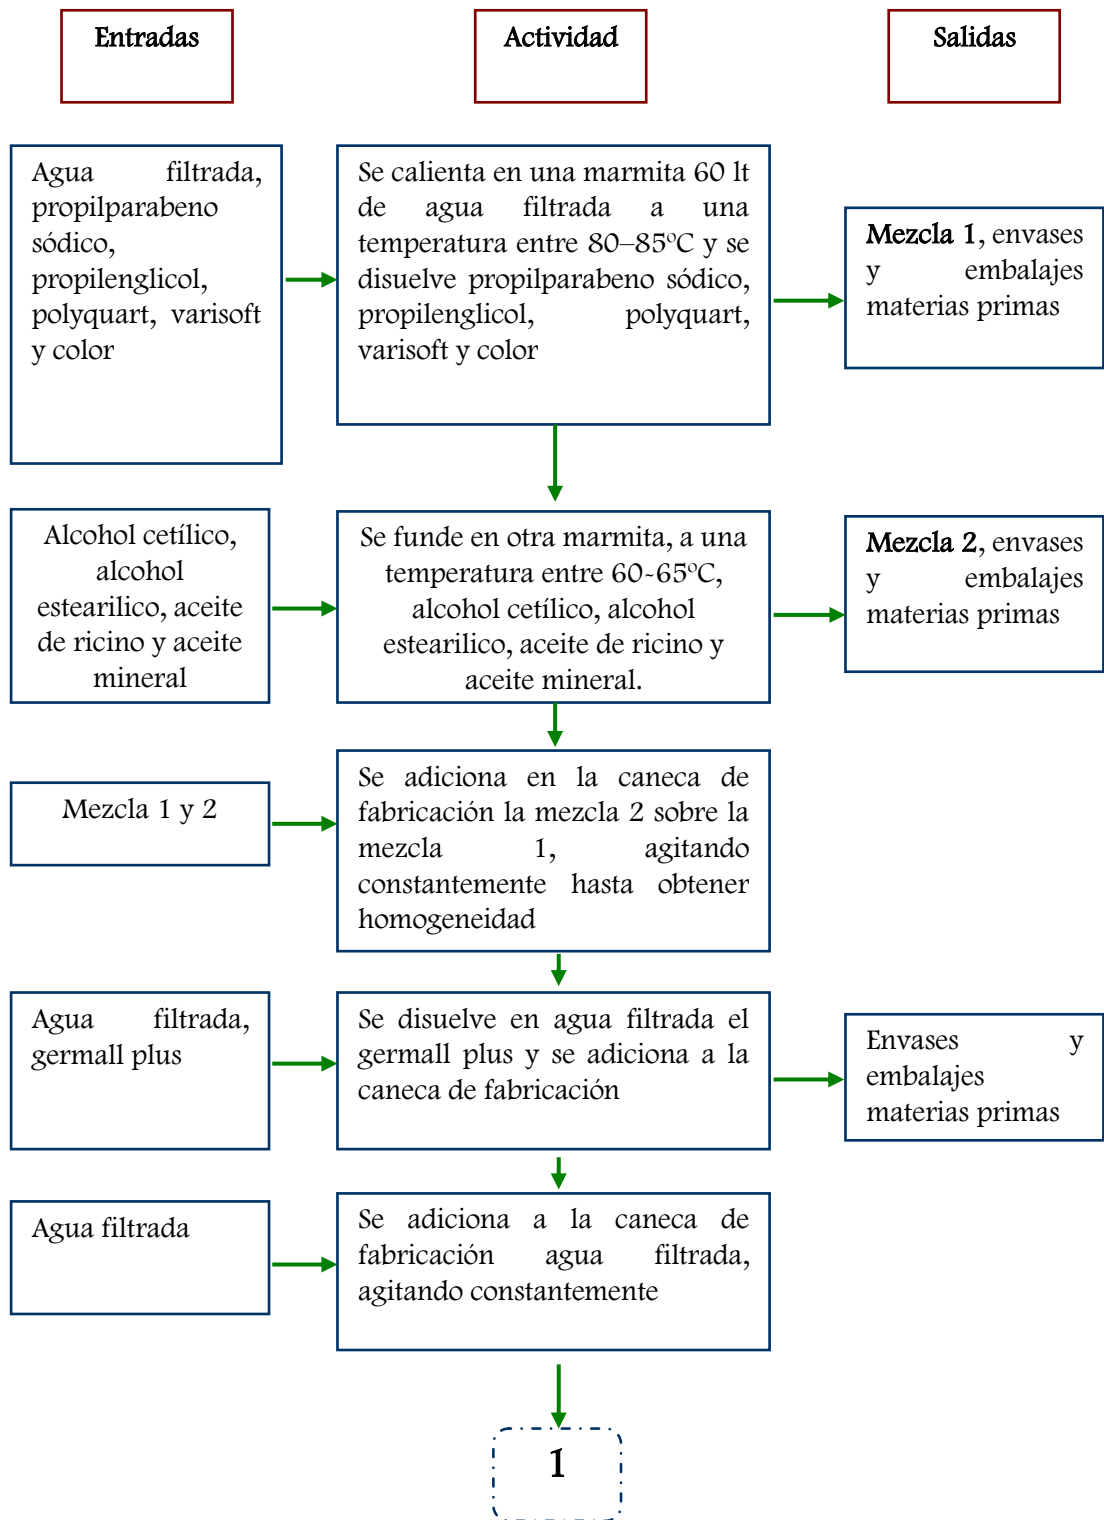 Entradas
Actividad
Salidas
Agua filtrada,
propilparabeno
sódico,
propilenglicol,
polyquart, varisoft
y color
Se calienta en una marmita 60 lt
de agua filtrada a una
temperatura entre 80–85ºC y se
disuelve propilparabeno sódico,
propilenglicol, polyquart,
varisoft y color
Mezcla 1, envases
y embalajes
materias primas
Alcohol cetílico,
alcohol
estearilico, aceite
de ricino y aceite
mineral
Se funde en otra marmita, a una
temperatura entre 60-65ºC,
alcohol cetílico, alcohol
estearilico, aceite de ricino y
aceite mineral.
Mezcla 2, envases
y embalajes
materias primas
Mezcla 1 y 2
Se adiciona en la caneca de
fabricación la mezcla 2 sobre la
mezcla 1, agitando
constantemente hasta obtener
homogeneidad
Agua filtrada,
germall plus
Se disuelve en agua filtrada el
germall plus y se adiciona a la
caneca de fabricación
Envases y
embalajes
materias primas
Agua filtrada
Se adiciona a la caneca de
fabricación agua filtrada,
agitando constantemente
1